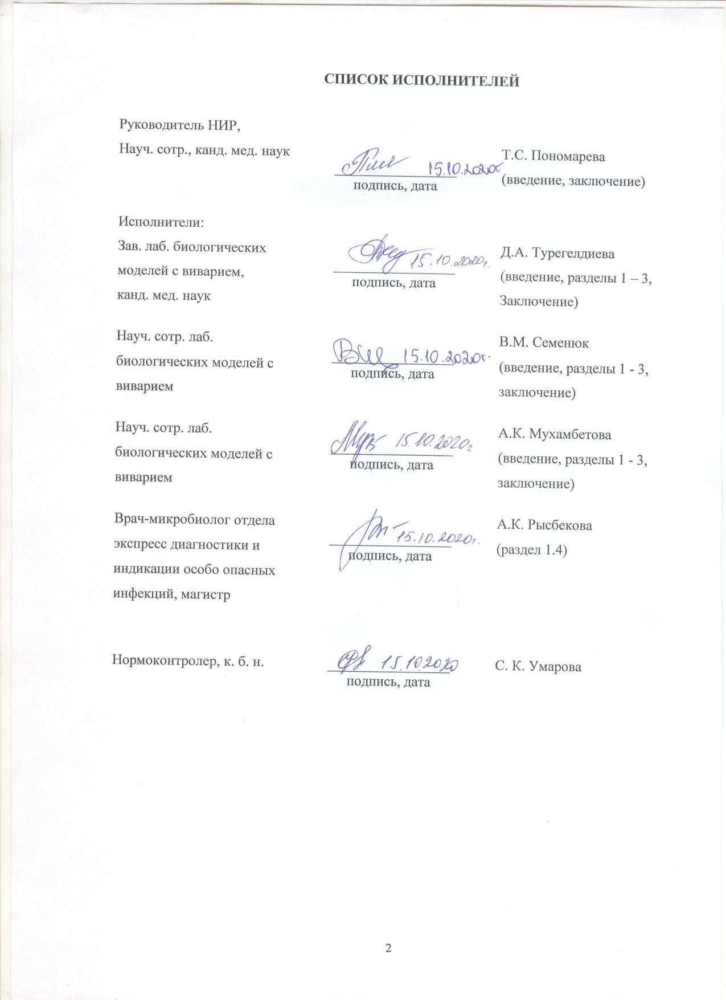 СПИСОК ИСПОЛНИТЕЛЕЙ
Руководитель НИР,
Науч. сотр., канд. мед. наук
15.10.2020г
подпись, дата
Т.С. Пономарева
(введение, заключение)
Исполнители:
Зав. лаб. биологических
моделей с виварием,
канд. мед. наук
15.10.2020г.
подпись, дата
Д.А. Турегелдиева
(введение, разделы 1 – 3,
Заключение)
Науч. сотр. лаб.
биологических моделей с
виварием
15.10.2020г.
подпись, дата
В.М. Семенюк
(введение, разделы 1 - 3,
заключение)
Науч. сотр. лаб.
биологических моделей с
виварием
15.10.2020г
подпись, дата
А.К. Мухамбетова
(введение, разделы 1 - 3,
заключение)
Врач-микробиолог отдела
экспресс диагностики и
индикации особо опасных
инфекций, магистр
15.10.2020г.
подпись, дата
А.К. Рысбекова
(раздел 1.4)
Нормоконтролер, к. б. н.
15.10.2020
подпись, дата
С. К. Умарова
2